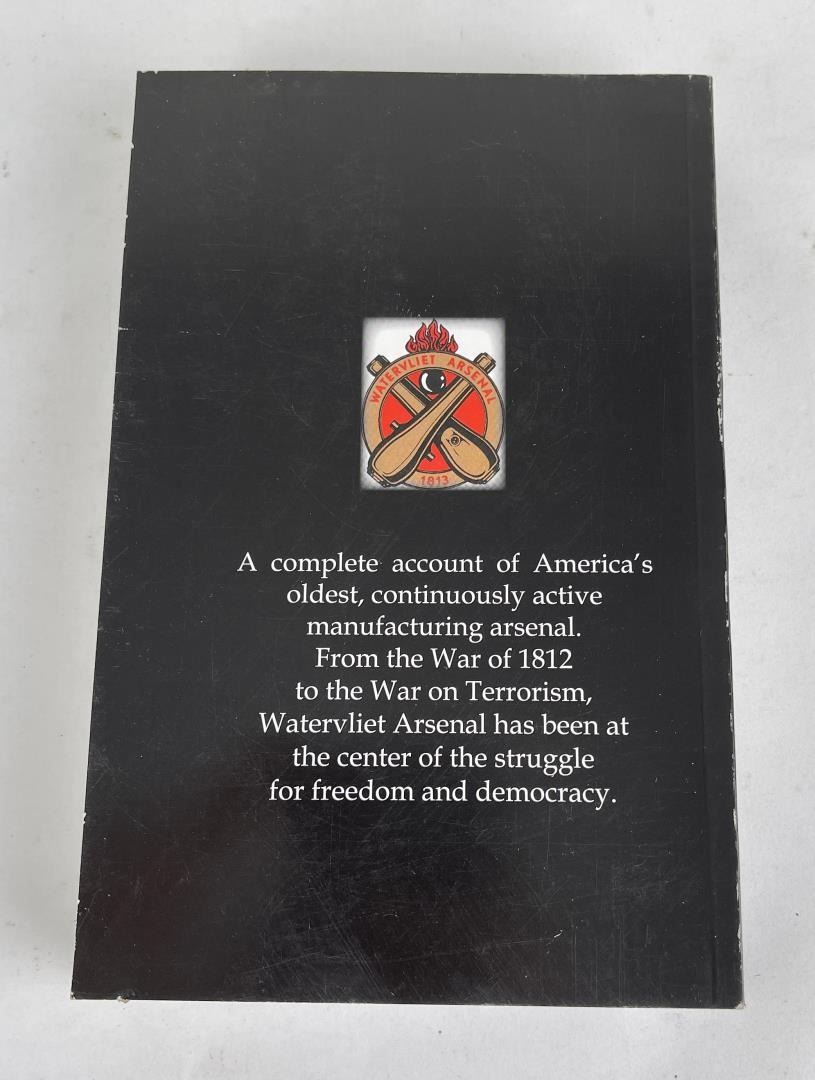 WATERVLIET ARSENAL
1813
A complete account of America's
oldest, continuously active
manufacturing arsenal.
From the War of 1812
to the War on Terrorism,
Watervliet Arsenal has been at
the center of the struggle
for freedom and democracy.